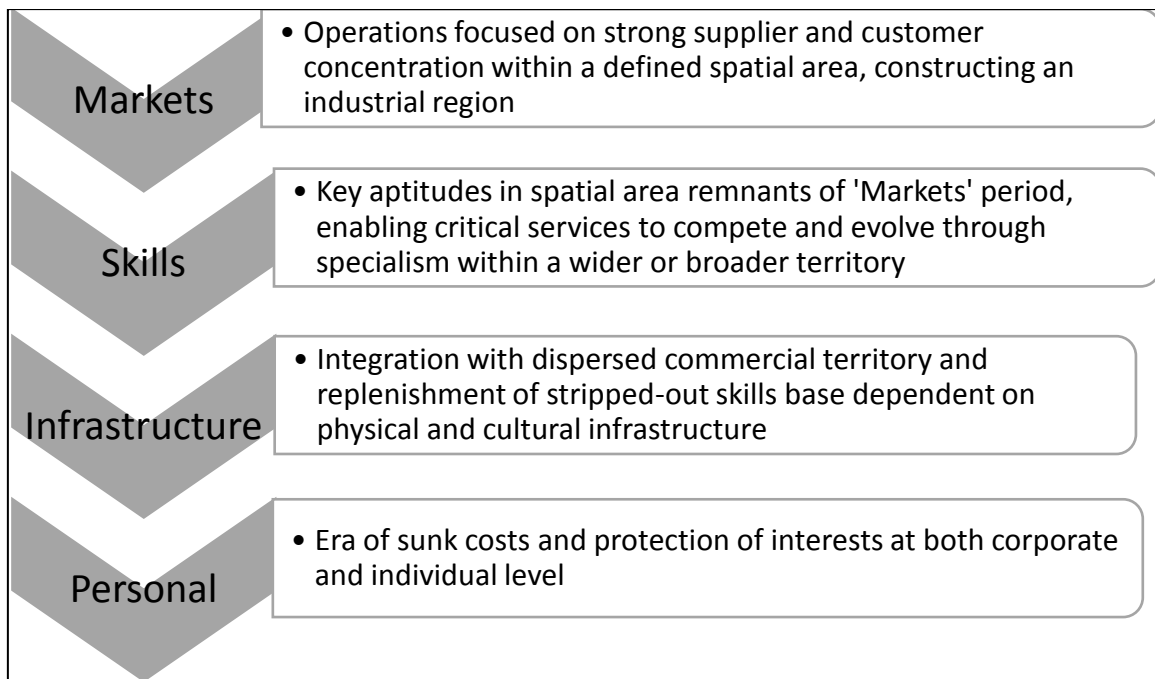 Markets
• Operations focused on strong supplier and customer
concentration within a defined spatial area, constructing an
industrial region
Skills
• Key aptitudes in spatial area remnants of 'Markets' period,
enabling critical services to compete and evolve through
specialism within a wider or broader territory
Infrastructure
• Integration with dispersed commercial territory and
replenishment of stripped-out skills base dependent on
physical and cultural infrastructure
Personal
• Era of sunk costs and protection of interests at both corporate
and individual level